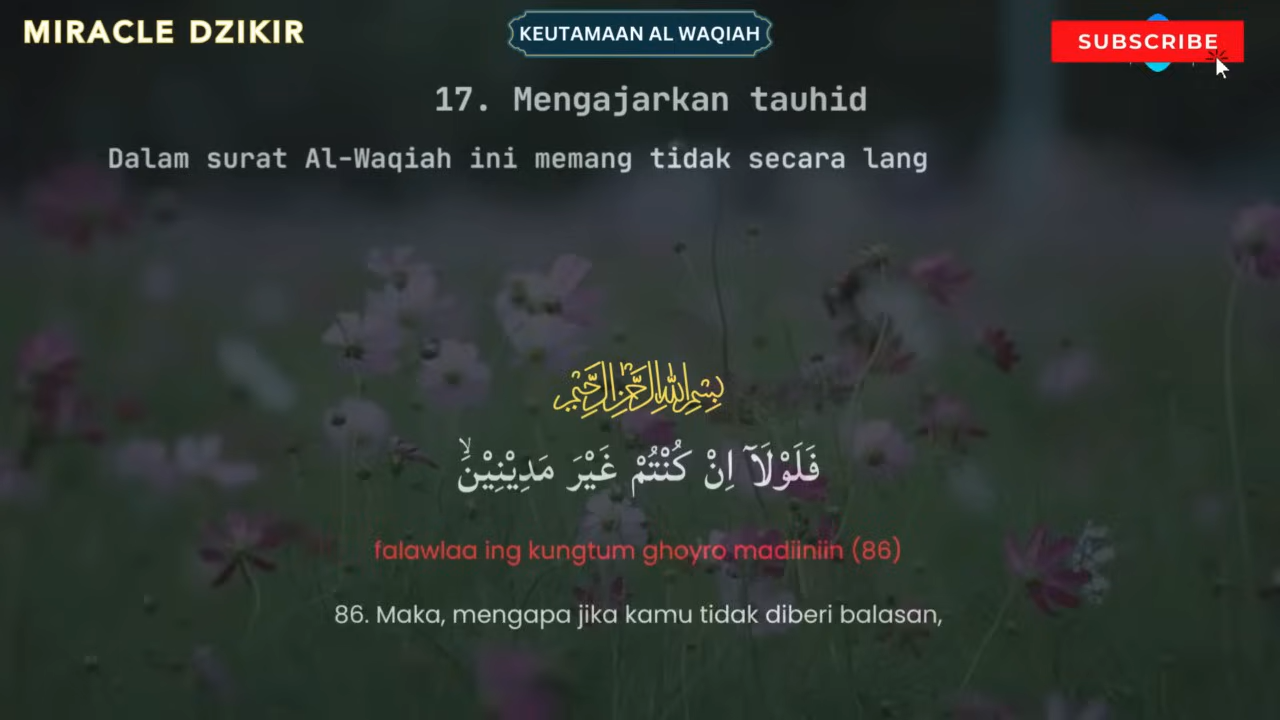 MIRACLE DZIKIR
KEUTAMAAN AL WAQIAH
SUBSCRIBE
17. Mengajarkan tauhid
Dalam surat Al-Waqiah ini memang tidak secara lang
بِسْمِ اللهِ الرَّحْمٰنِ الرَّحِيْمِ
فَلَوْلَآ اِنْ كُنْتُمْ غَيْرَ مَدِيْنِيْنَۙ
falawlaa ing kungtum ghoyro madiiniin (86)
86. Maka, mengapa jika kamu tidak diberi balasan,